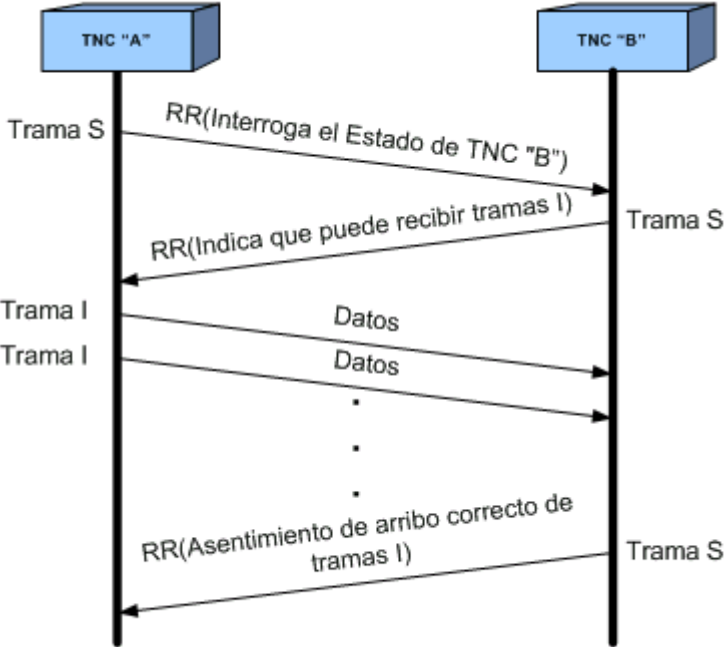 TNC "A"
TNC "B"
Trama S
RR(Interroga el Estado de TNC "B")
RR(Indica que puede recibir tramas I)
Trama S
Trama I
Datos
Trama I
Datos
.
.
.
RR(Asentimiento de arribo correcto de
tramas I)
Trama S